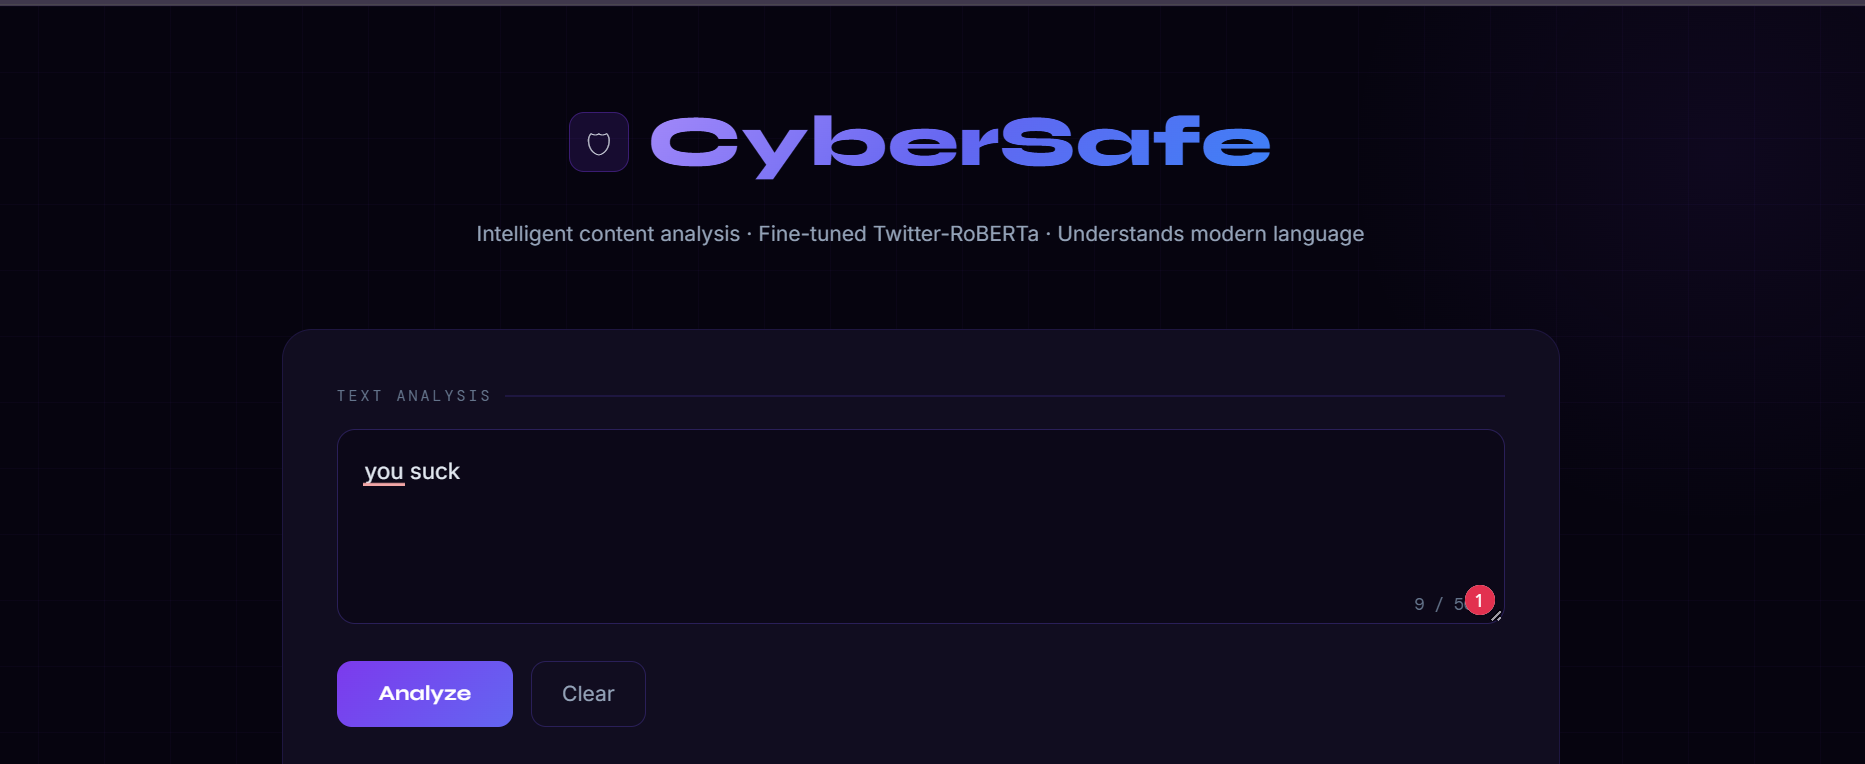 CyberSafe
Intelligent content analysis · Fine-tuned Twitter-RoBERTa · Understands modern language
TEXT ANALYSIS
you suck
9 / 5
1
Analyze
Clear